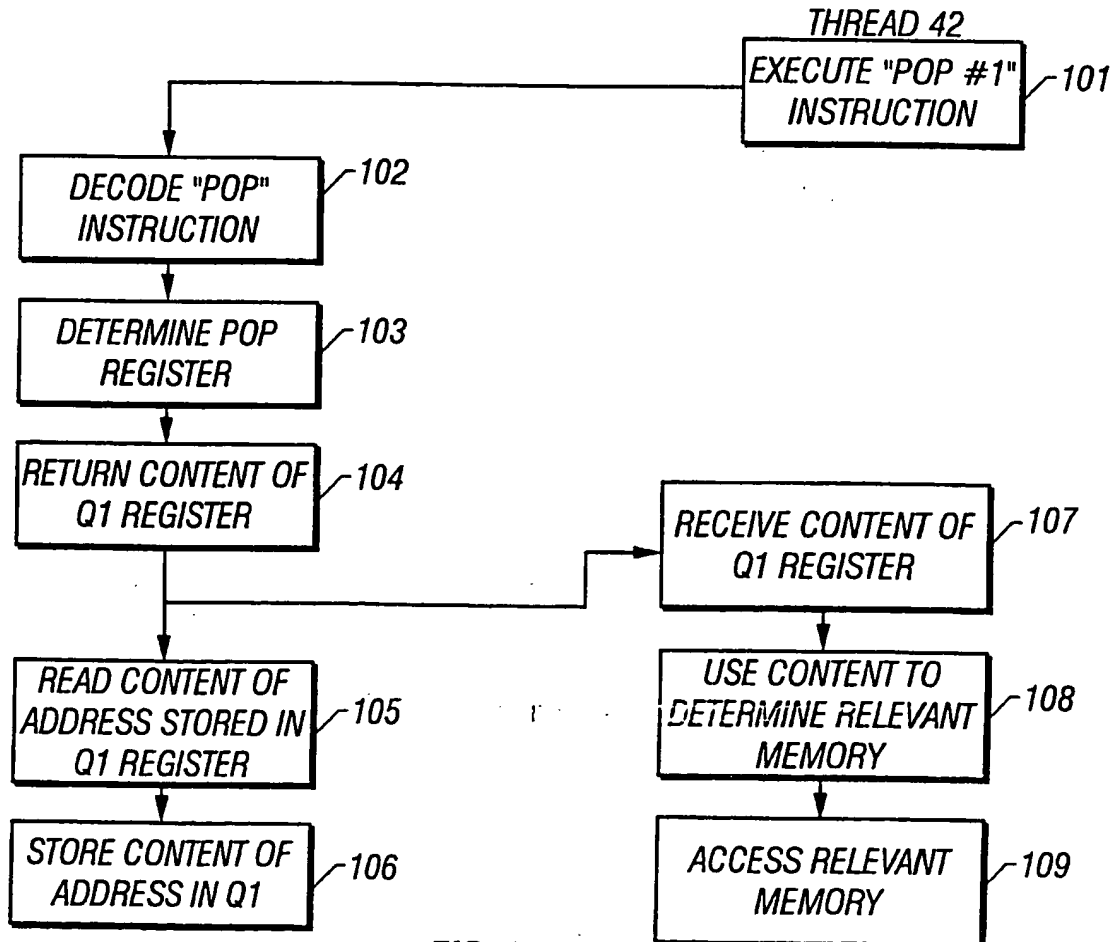 THREAD 42
EXECUTE "POP #1"
INSTRUCTION
101
DECODE "POP"
INSTRUCTION
102
DETERMINE POP
REGISTER
103
RETURN CONTENT OF
Q1 REGISTER
104
RECEIVE CONTENT OF
Q1 REGISTER
107
READ CONTENT OF
ADDRESS STORED IN
Q1 REGISTER
105
USE CONTENT TO
DETERMINE RELEVANT
MEMORY
108
STORE CONTENT OF
ADDRESS IN Q1
106
ACCESS RELEVANT
MEMORY
109